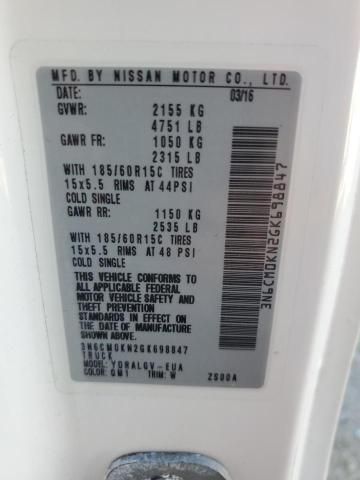 MFD. BY NISSAN MOTOR CO., LTD.
DATE: 03/16
GVWR: 2155 KG
4751 LB
GAWR FR: 1050 KG
2315 LB
WITH 185/60R15C TIRES
15x5.5 RIMS AT 44PSI
COLD SINGLE
GAWR RR: 1150 KG
2535 LB
WITH 185/60R15C TIRES
15x5.5 RIMS AT 48 PSI
COLD SINGLE
THIS VEHICLE CONFORMS TO
ALL APPLICABLE FEDERAL
MOTOR VEHICLE SAFETY AND
THEFT PREVENTION
STANDARDS IN EFFECT ON
THE DATE OF MANUFACTURE
SHOWN ABOVE.
3N6CM0KN2GK698847
TRUCK
MODEL: YDRALGV-EUA
COLOR: QM1 TRIM: W ZS00A
3N6CM0KN2GK698847